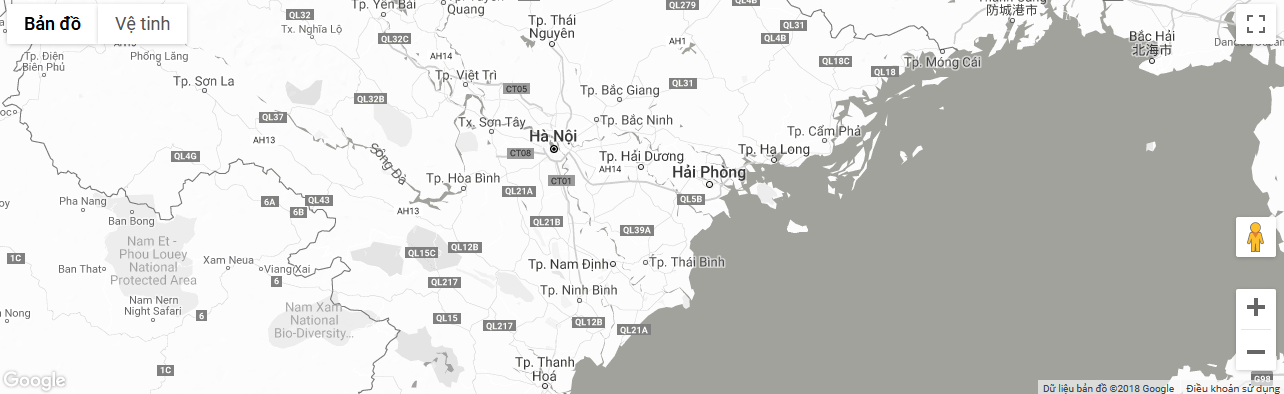 Bản đồ
Vệ tinh
QL32
Tp. Yên Bái
Tuyên
Quang
QL279
QL4B
防城港市
Tx. Nghĩa Lộ
QL32C
Tp. Thái
Nguyên
QL31
QL4B
AH1
Bắc Hải
北海市
AH13
Tp. Điện
Biên Phủ
Phổng Lăng
AH14
QL18C
QL18
Tp. Móng Cái
Tp. Sơn La
Tp. Việt Trì
CT05
QL31
QL32B
Tp. Bắc Giang
QL37
Tx. Sơn Tây
Tp. Bắc Ninh
Tp. Cẩm Phả
AH13
Hà Nội
QL4G
CT08
Tp. Hải Dương
Tp. Hạ Long
Sông Đà
AH14
Hải Phòng
Tp. Hòa Bình
CT01
QL21A
QL5B
Pha Nang
6A
QL43
6B
AH13
Ban Bong
QL21B
QL39A
Nam Et -
Phou Louey
National
Protected Area
QL15C
QL12B
1C
Ban That
Xam Neua
Viang Xai
6
Tp. Nam Định
Tp. Thái Bình
QL217
Tp. Ninh Bình
Nam Nern
Night Safari
6
Nam Xam
National
Bio-Diversity...
QL15
QL217
QL12B
QL21A
Tp. Thanh
Hoá
1C
G98
Google
Dữ liệu bản đồ ©2018 Google
Điều khoản sử dụng